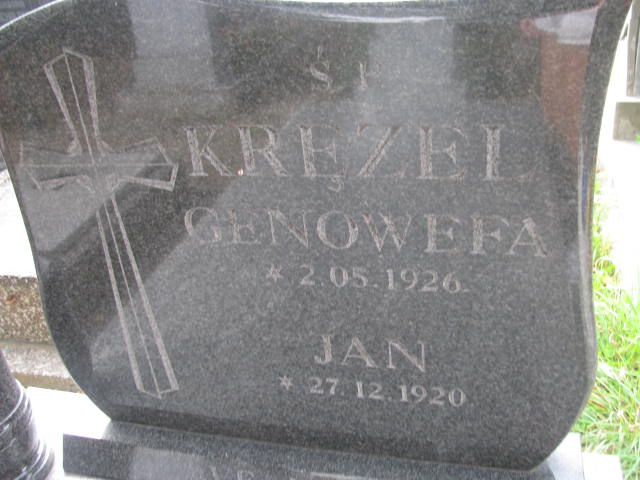 Ś P
KRĘZEL
GENOWEFA
* 2.05.1926
JAN
* 27.12.1920